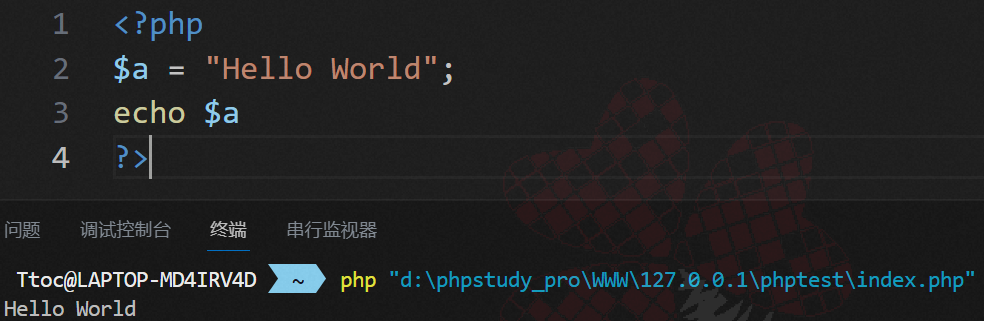 1 <?php
2 $a = "Hello World";
3 echo $a
4 ?>
问题 调试控制台 终端 串行监视器
Ttoc@LAPTOP-MD4IRV4D ~ php "d:\phpstudy_pro\WWW\127.0.0.1\phptest\index.php"
Hello World